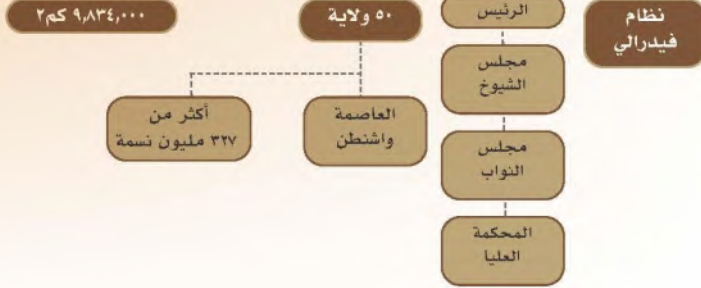 نظام
فيدرالي
الرئيس
مجلس
الشيوخ
مجلس
النواب
المحكمة
العليا
٥٠ ولاية
العاصمة
واشنطن
أكثر من
٣٢٧ مليون نسمة
٩,٨٣٤,٠٠٠ كم٢